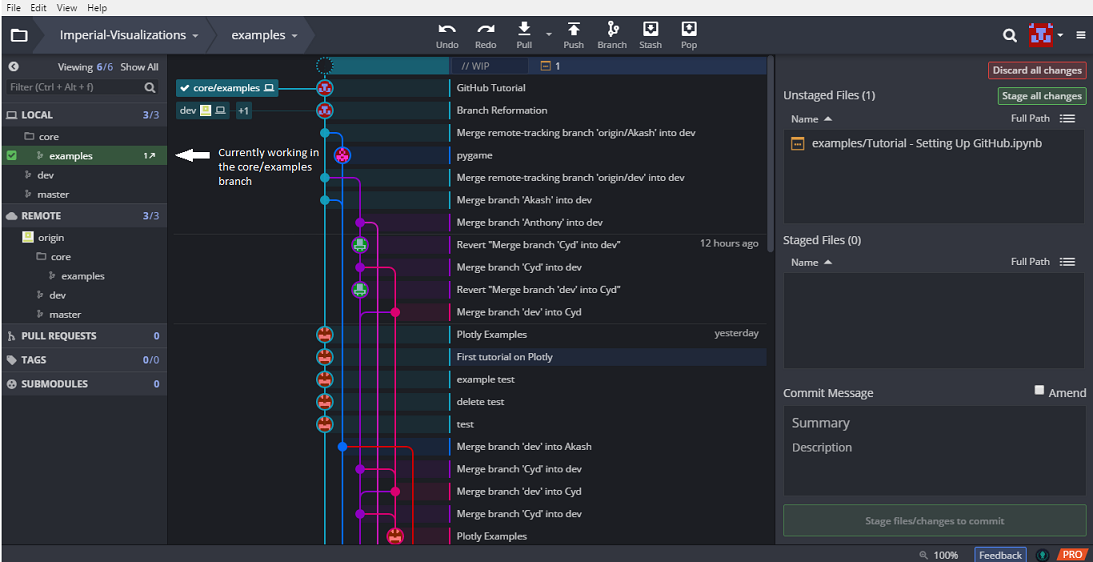 File Edit View Help
Imperial-Visualizations examples Undo Redo Pull Push Branch Stash Pop
Viewing 6/6 Show All
Filter (Ctrl + Alt + f)
LOCAL 3/3
core
examples 1
dev
master
REMOTE 3/3
origin
core
examples
dev
master
PULL REQUESTS 0
TAGS 0/0
SUBMODULES 0
Currently working in
the core/examples
branch
core/examples
dev +1
// WIP 1
GitHub Tutorial
Branch Reformation
Merge remote-tracking branch 'origin/Akash' into dev
pygame
Merge remote-tracking branch 'origin/dev' into dev
Merge branch 'Akash' into dev
Merge branch 'Anthony' into dev
Revert "Merge branch 'Cyd' into dev" 12 hours ago
Merge branch 'Cyd' into dev
Revert "Merge branch 'dev' into Cyd"
Merge branch 'dev' into Cyd
Plotly Examples yesterday
First tutorial on Plotly
example test
delete test
test
Merge branch 'dev' into Akash
Merge branch 'Cyd' into dev
Merge branch 'dev' into Cyd
Merge branch 'Cyd' into dev
Plotly Examples
Discard all changes
Unstaged Files (1) Stage all changes
Name Full Path
examples/Tutorial - Setting Up GitHub.ipynb
Staged Files (0)
Name Full Path
Commit Message Amend
Summary
Description
Stage files/changes to commit
100% Feedback PRO